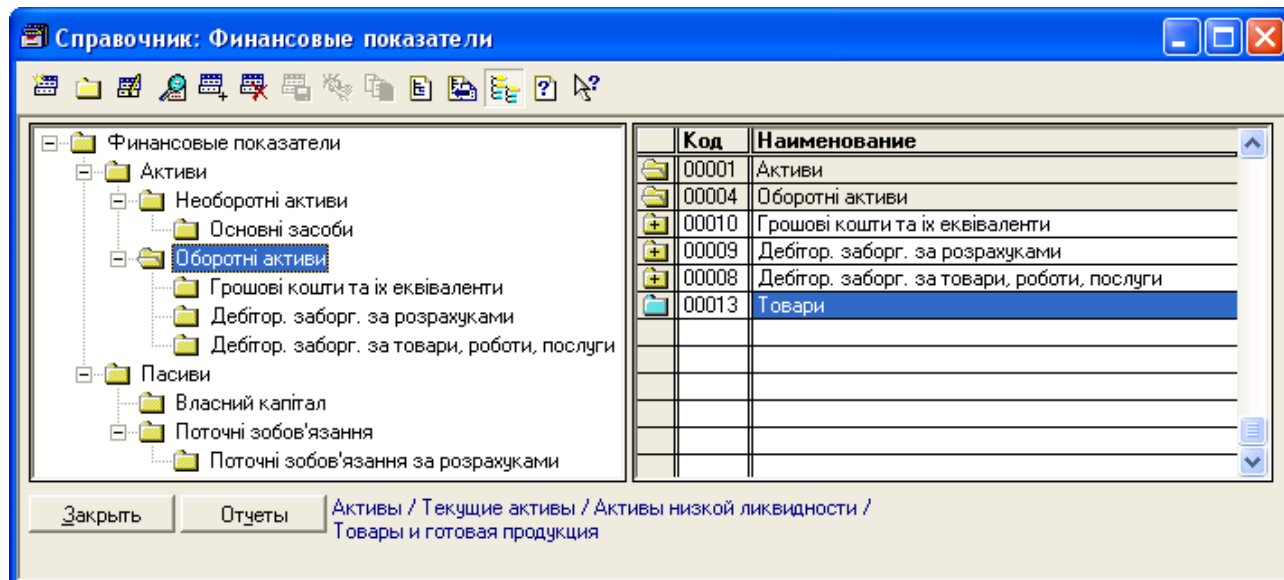 Справочник: Финансовые показатели
Финансовые показатели
Активи
Необоротні активи
Основні засоби
Оборотні активи
Грошові кошти та іх еквіваленти
Дебітор. заборг. за розрахуками
Дебітор. заборг. за товари, роботи, послуги
Пасиви
Власний капітал
Поточні зобов'язання
Поточні зобов'язання за розрахуками
Код Наименование
00001 Активи
00004 Оборотні активи
00010 Грошові кошти та іх еквіваленти
00009 Дебітор. заборг. за розрахуками
00008 Дебітор. заборг. за товари, роботи, послуги
00013 Товари
Закрыть Отчеты
Активы / Текущие активы / Активы низкой ликвидности /
Товары и готовая продукция